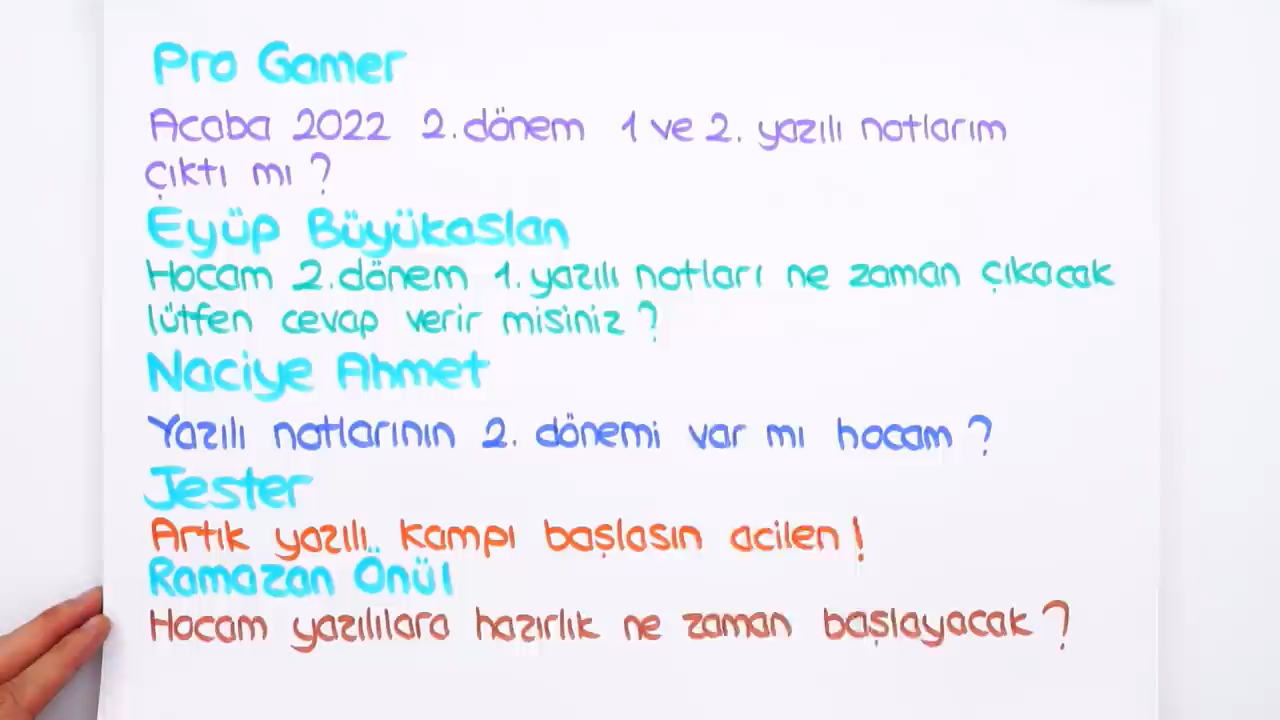 Pro Gamer
Acaba 2022 2. dönem 1 ve 2. yazılı notlarım
çıktı mı ?
Eyüp Büyükaslan
Hocam 2. dönem 1. yazılı notları ne zaman çıkacak
lütfen cevap verir misiniz ?
Naciye Ahmet
Yazılı notlarının 2. dönemi var mı hocam ?
Jester
Artık yazılı kampı başlasın acilen !
Ramazan Önül
Hocam yazılılara hazırlık ne zaman başlayacak ?